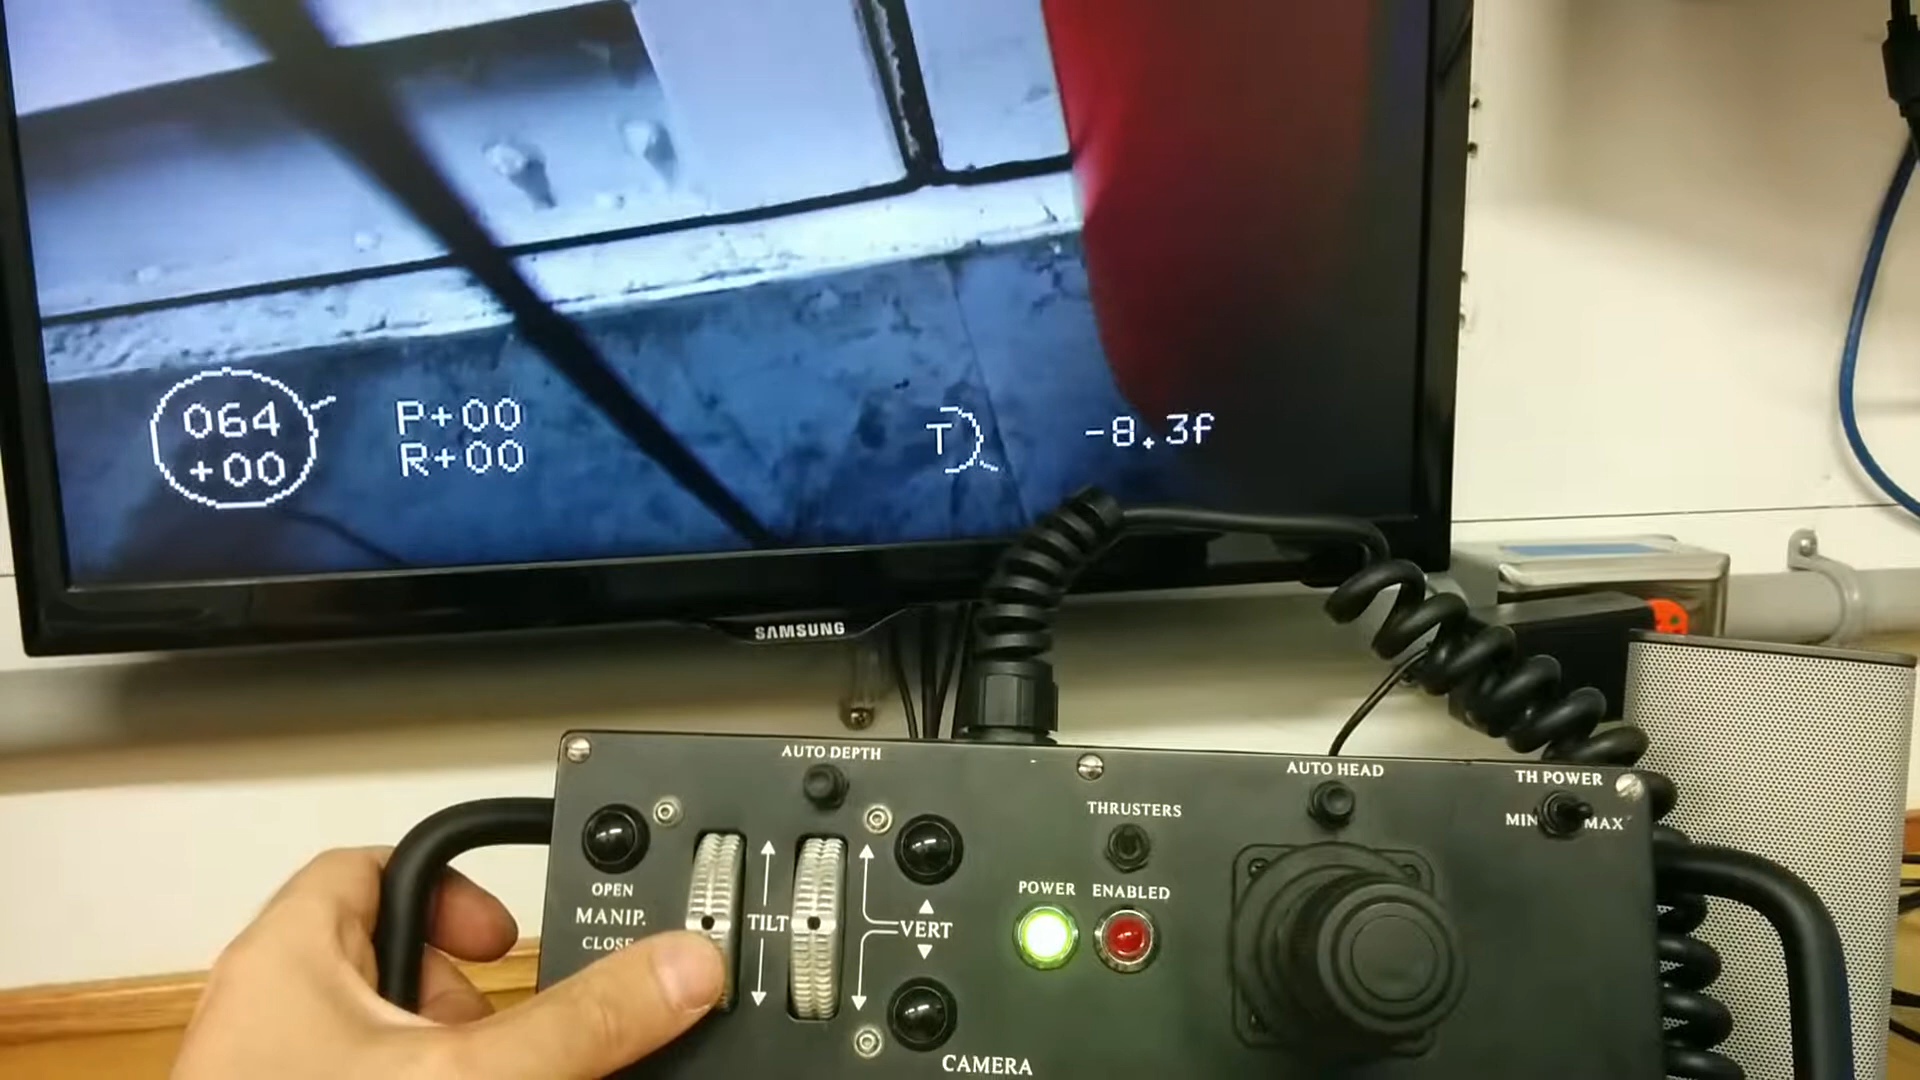 064
+00
P+00
R+00
T
-8.3f
SAMSUNG
AUTO DEPTH
AUTO HEAD
TH POWER
MIN MAX
THRUSTERS
OPEN
MANIP.
CLOSE
TILT
VERT
POWER
ENABLED
CAMERA